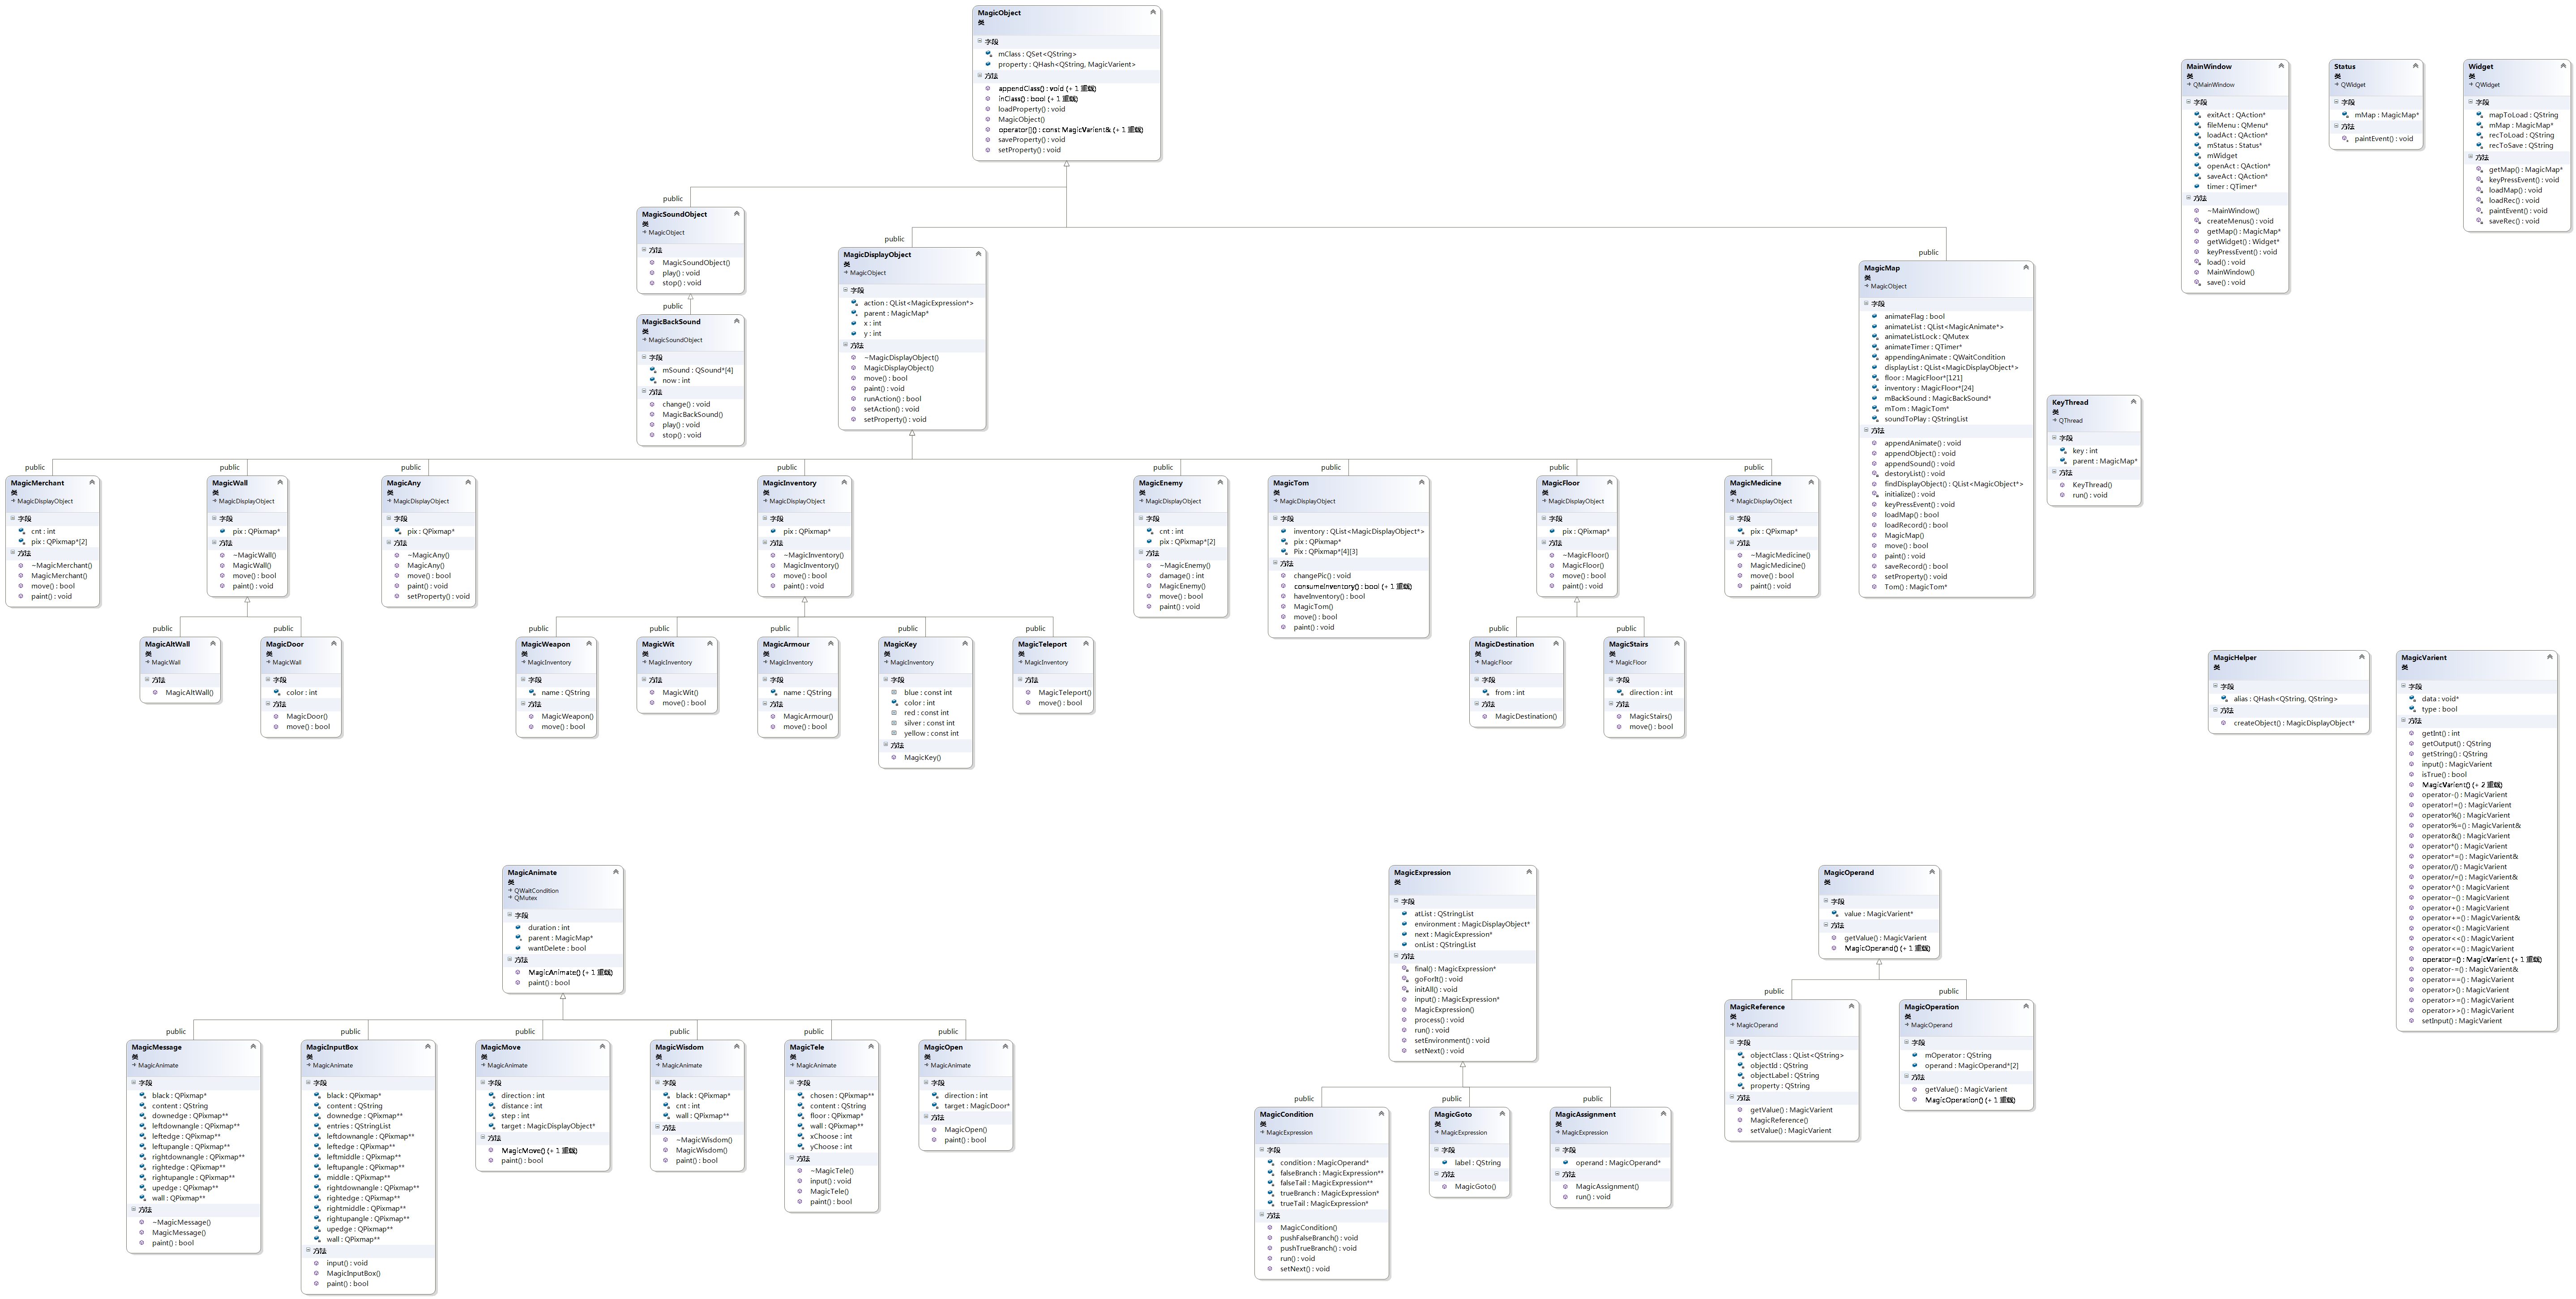 MagicObject
类
字段
mClass : QSet<QString>
property : QHash<QString, MagicVarient>
方法
appendClass() : void (+ 1 重载)
inClass() : bool (+ 1 重载)
loadProperty() : void
MagicObject()
operator[]() : const MagicVarient& (+ 1 重载)
saveProperty() : void
setProperty() : void
MainWindow
类
QMainWindow
字段
exitAct : QAction*
fileMenu : QMenu*
loadAct : QAction*
mStatus : Status*
mWidget
openAct : QAction*
saveAct : QAction*
timer : QTimer*
方法
~MainWindow()
createMenus() : void
getMap() : MagicMap*
getWidget() : Widget*
keyPressEvent() : void
load() : void
MainWindow()
save() : void
Status
类
QWidget
字段
mMap : MagicMap*
方法
paintEvent() : void
Widget
类
QWidget
字段
mapToLoad : QString
mMap : MagicMap*
recToLoad : QString
recToSave : QString
方法
getMap() : MagicMap*
keyPressEvent() : void
loadMap() : void
loadRec() : void
paintEvent() : void
saveRec() : void
public
MagicSoundObject
类
MagicObject
方法
MagicSoundObject()
play() : void
stop() : void
public
MagicBackSound
类
MagicSoundObject
字段
mSound : QSound*[4]
now : int
方法
change() : void
MagicBackSound()
play() : void
stop() : void
public
MagicDisplayObject
类
MagicObject
字段
action : QList<MagicExpression*>
parent : MagicMap*
x : int
y : int
方法
~MagicDisplayObject()
MagicDisplayObject()
move() : bool
paint() : void
runAction() : bool
setAction() : void
setProperty() : void
public
MagicMap
类
MagicObject
字段
animateFlag : bool
animateList : QList<MagicAnimate*>
animateListLock : QMutex
animateTimer : QTimer*
appendingAnimate : QWaitCondition
displayList : QList<MagicDisplayObject*>
floor : MagicFloor*[121]
inventory : MagicFloor*[24]
mBackSound : MagicBackSound*
mTom : MagicTom*
soundToPlay : QStringList
方法
appendAnimate() : void
appendObject() : void
appendSound() : void
destoryList() : void
findDisplayObject() : QList<MagicObject*>
initialize() : void
keyPressEvent() : void
loadMap() : bool
loadRecord() : bool
MagicMap()
move() : bool
paint() : void
saveRecord() : bool
setProperty() : void
Tom() : MagicTom*
KeyThread
类
QThread
字段
key : int
parent : MagicMap*
方法
KeyThread()
run() : void
public
MagicMerchant
类
MagicDisplayObject
字段
cnt : int
pix : QPixmap*[2]
方法
~MagicMerchant()
MagicMerchant()
move() : bool
paint() : void
public
MagicWall
类
MagicDisplayObject
字段
pix : QPixmap*
方法
~MagicWall()
MagicWall()
move() : bool
paint() : void
public
MagicAny
类
MagicDisplayObject
字段
pix : QPixmap*
方法
~MagicAny()
MagicAny()
move() : bool
paint() : void
setProperty() : void
public
MagicInventory
类
MagicDisplayObject
字段
pix : QPixmap*
方法
~MagicInventory()
MagicInventory()
move() : bool
paint() : void
public
MagicEnemy
类
MagicDisplayObject
字段
cnt : int
pix : QPixmap*[2]
方法
~MagicEnemy()
damage() : int
MagicEnemy()
move() : bool
paint() : void
public
MagicTom
类
MagicDisplayObject
字段
inventory : QList<MagicDisplayObject*>
pix : QPixmap*
Pix : QPixmap*[4][3]
方法
changePic() : void
consumeInventory() : bool (+ 1 重载)
haveInventory() : bool
MagicTom()
move() : bool
paint() : void
public
MagicFloor
类
MagicDisplayObject
字段
pix : QPixmap*
方法
~MagicFloor()
MagicFloor()
move() : bool
paint() : void
public
MagicMedicine
类
MagicDisplayObject
字段
pix : QPixmap*
方法
~MagicMedicine()
MagicMedicine()
move() : bool
paint() : void
public
MagicAltWall
类
MagicWall
方法
MagicAltWall()
public
MagicDoor
类
MagicWall
字段
color : int
方法
MagicDoor()
move() : bool
public
MagicWeapon
类
MagicInventory
字段
name : QString
方法
MagicWeapon()
move() : bool
public
MagicWit
类
MagicInventory
方法
MagicWit()
move() : bool
public
MagicArmour
类
MagicInventory
字段
name : QString
方法
MagicArmour()
move() : bool
public
MagicKey
类
MagicInventory
字段
blue : const int
color : int
red : const int
silver : const int
yellow : const int
方法
MagicKey()
public
MagicTeleport
类
MagicInventory
方法
MagicTeleport()
move() : bool
public
MagicDestination
类
MagicFloor
字段
from : int
方法
MagicDestination()
public
MagicStairs
类
MagicFloor
字段
direction : int
方法
MagicStairs()
move() : bool
MagicHelper
类
字段
alias : QHash<QString, QString>
方法
createObject() : MagicDisplayObject*
MagicVarient
类
字段
data : void*
type : bool
方法
getInt() : int
getOutput() : QString
getString() : QString
input() : MagicVarient
isTrue() : bool
MagicVarient() (+ 2 重载)
operator-() : MagicVarient
operator!=() : MagicVarient
operator%() : MagicVarient
operator%=() : MagicVarient&
operator&() : MagicVarient
operator*() : MagicVarient
operator*=() : MagicVarient&
operator/() : MagicVarient
operator/=() : MagicVarient&
operator^() : MagicVarient
operator~() : MagicVarient
operator+() : MagicVarient
operator+=() : MagicVarient&
operator<() : MagicVarient
operator<<() : MagicVarient
operator<=() : MagicVarient
operator=() : MagicVarient (+ 1 重载)
operator-=() : MagicVarient&
operator==() : MagicVarient
operator>() : MagicVarient
operator>=() : MagicVarient
operator>>() : MagicVarient
setInput() : MagicVarient
MagicAnimate
类
QWaitCondition
QMutex
字段
duration : int
parent : MagicMap*
wantDelete : bool
方法
MagicAnimate() (+ 1 重载)
paint() : bool
public
MagicMessage
类
MagicAnimate
字段
black : QPixmap*
content : QString
downedge : QPixmap**
leftdownangle : QPixmap**
leftedge : QPixmap**
leftupangle : QPixmap**
rightdownangle : QPixmap**
rightedge : QPixmap**
rightupangle : QPixmap**
upedge : QPixmap**
wall : QPixmap**
方法
~MagicMessage()
MagicMessage()
paint() : bool
public
MagicInputBox
类
MagicAnimate
字段
black : QPixmap*
content : QString
downedge : QPixmap**
entries : QStringList
leftdownangle : QPixmap**
leftedge : QPixmap**
leftmiddle : QPixmap**
leftupangle : QPixmap**
middle : QPixmap**
rightdownangle : QPixmap**
rightedge : QPixmap**
rightmiddle : QPixmap**
rightupangle : QPixmap**
upedge : QPixmap**
wall : QPixmap**
方法
input() : void
MagicInputBox()
paint() : bool
public
MagicMove
类
MagicAnimate
字段
direction : int
distance : int
step : int
target : MagicDisplayObject*
方法
MagicMove() (+ 1 重载)
paint() : bool
public
MagicWisdom
类
MagicAnimate
字段
black : QPixmap*
cnt : int
wall : QPixmap**
方法
~MagicWisdom()
MagicWisdom()
paint() : bool
public
MagicTele
类
MagicAnimate
字段
chosen : QPixmap**
content : QString
floor : QPixmap*
wall : QPixmap**
xChoose : int
yChoose : int
方法
~MagicTele()
input() : void
MagicTele()
paint() : bool
public
MagicOpen
类
MagicAnimate
字段
direction : int
target : MagicDoor*
方法
MagicOpen()
paint() : bool
MagicExpression
类
字段
atList : QStringList
environment : MagicDisplayObject*
next : MagicExpression*
onList : QStringList
方法
final() : MagicExpression*
goForIt() : void
initAll() : void
input() : MagicExpression*
MagicExpression()
process() : void
run() : void
setEnvironment() : void
setNext() : void
public
MagicCondition
类
MagicExpression
字段
condition : MagicOperand*
falseBranch : MagicExpression**
falseTail : MagicExpression**
trueBranch : MagicExpression*
trueTail : MagicExpression*
方法
MagicCondition()
pushFalseBranch() : void
pushTrueBranch() : void
run() : void
setNext() : void
public
MagicGoto
类
MagicExpression
字段
label : QString
方法
MagicGoto()
public
MagicAssignment
类
MagicExpression
字段
operand : MagicOperand*
方法
MagicAssignment()
run() : void
MagicOperand
类
字段
value : MagicVarient*
方法
getValue() : MagicVarient
MagicOperand() (+ 1 重载)
public
MagicReference
类
MagicOperand
字段
objectClass : QList<QString>
objectId : QString
objectLabel : QString
property : QString
方法
getValue() : MagicVarient
MagicReference()
setValue() : MagicVarient
public
MagicOperation
类
MagicOperand
字段
mOperator : QString
operand : MagicOperand*[2]
方法
getValue() : MagicVarient
MagicOperation() (+ 1 重载)